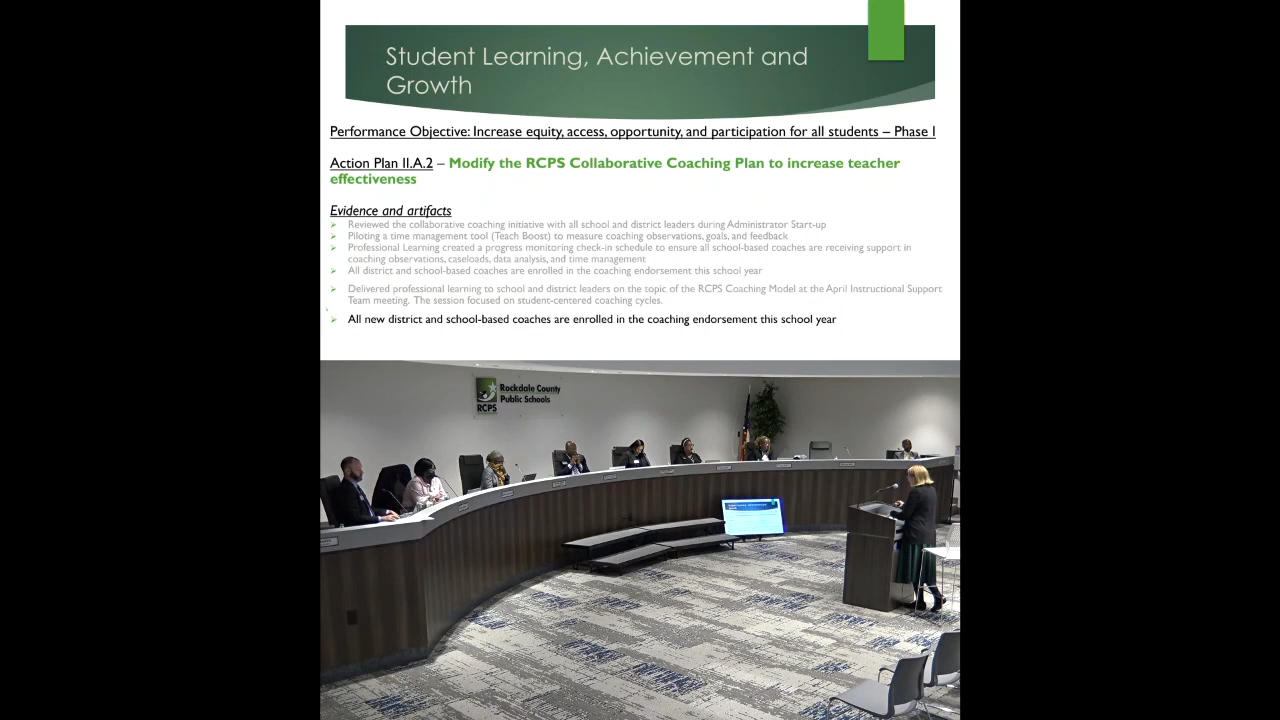 Student Learning, Achievement and
Growth
Performance Objective: Increase equity, access, opportunity, and participation for all students – Phase I
Action Plan II.A.2 – Modify the RCPS Collaborative Coaching Plan to increase teacher
effectiveness
Evidence and artifacts
Reviewed the collaborative coaching initiative with all school and district leaders during Administrator Start-up
Piloting a time management tool (Teach Boost) to measure coaching observations, goals, and feedback
Professional Learning created a progress monitoring check-in schedule to ensure all school-based coaches are receiving support in
coaching observations, caseloads, data analysis, and time management
All district and school-based coaches are enrolled in the coaching endorsement this school year
Delivered professional learning to school and district leaders on the topic of the RCPS Coaching Model at the April Instructional Support
Team meeting. The session focused on student-centered coaching cycles.
All new district and school-based coaches are enrolled in the coaching endorsement this school year
Rockdale County
Public Schools
RCPS